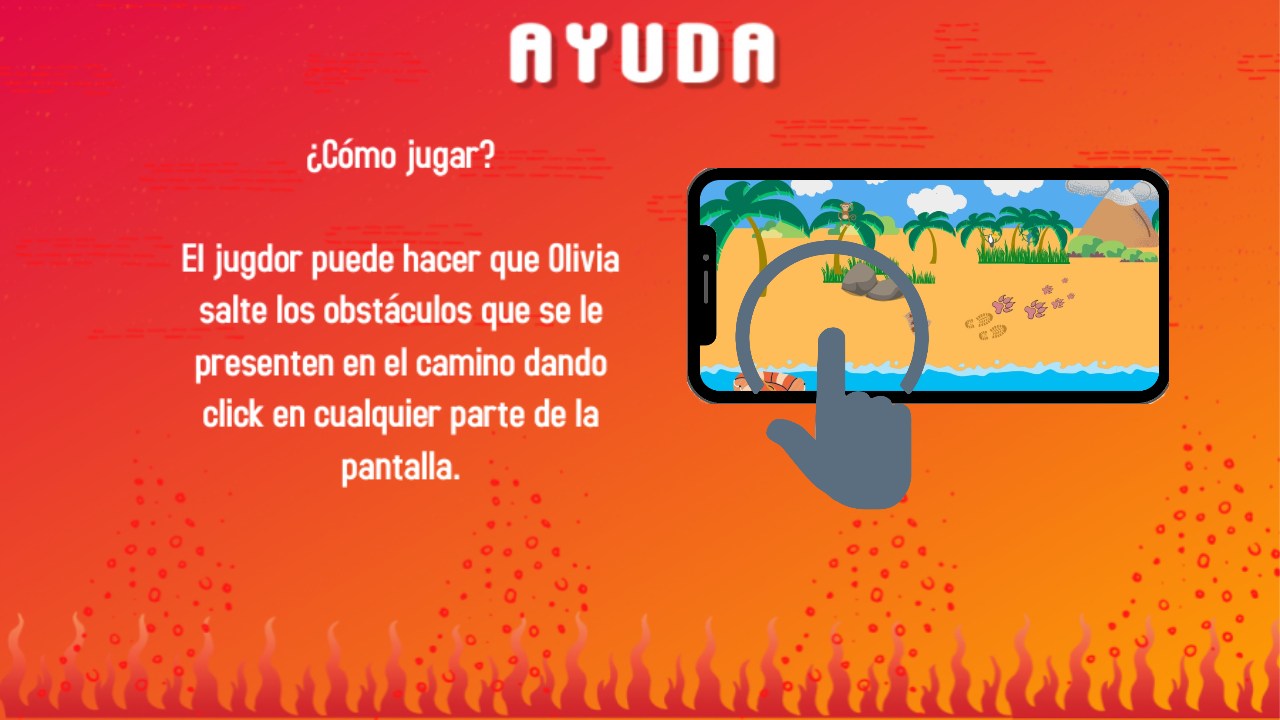 AYUDA
¿Cómo jugar?
El jugdor puede hacer que Olivia
salte los obstáculos que se le
presenten en el camino dando
click en cualquier parte de la
pantalla.